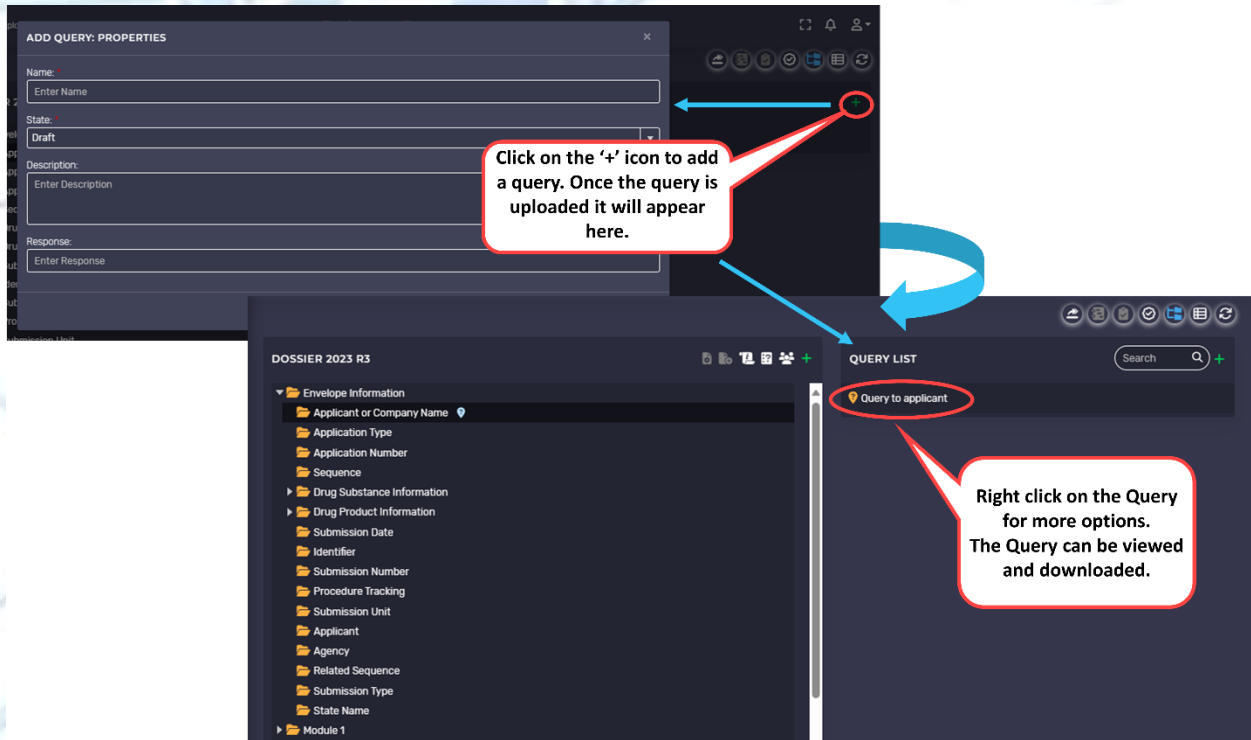 ADD QUERY: PROPERTIES
×
Name: *
Enter Name
State: *
Draft
Description:
Enter Description
Response:
Enter Response
Click on the ‘+’ icon to add
a query. Once the query is
uploaded it will appear
here.
Submission Unit
DOSSIER 2023 R3
Envelope Information
Applicant or Company Name
Application Type
Application Number
Sequence
Drug Substance Information
Drug Product Information
Submission Date
Identifier
Submission Number
Procedure Tracking
Submission Unit
Applicant
Agency
Related Sequence
Submission Type
State Name
Module 1
QUERY LIST
Search
Query to applicant
Right click on the Query
for more options.
The Query can be viewed
and downloaded.